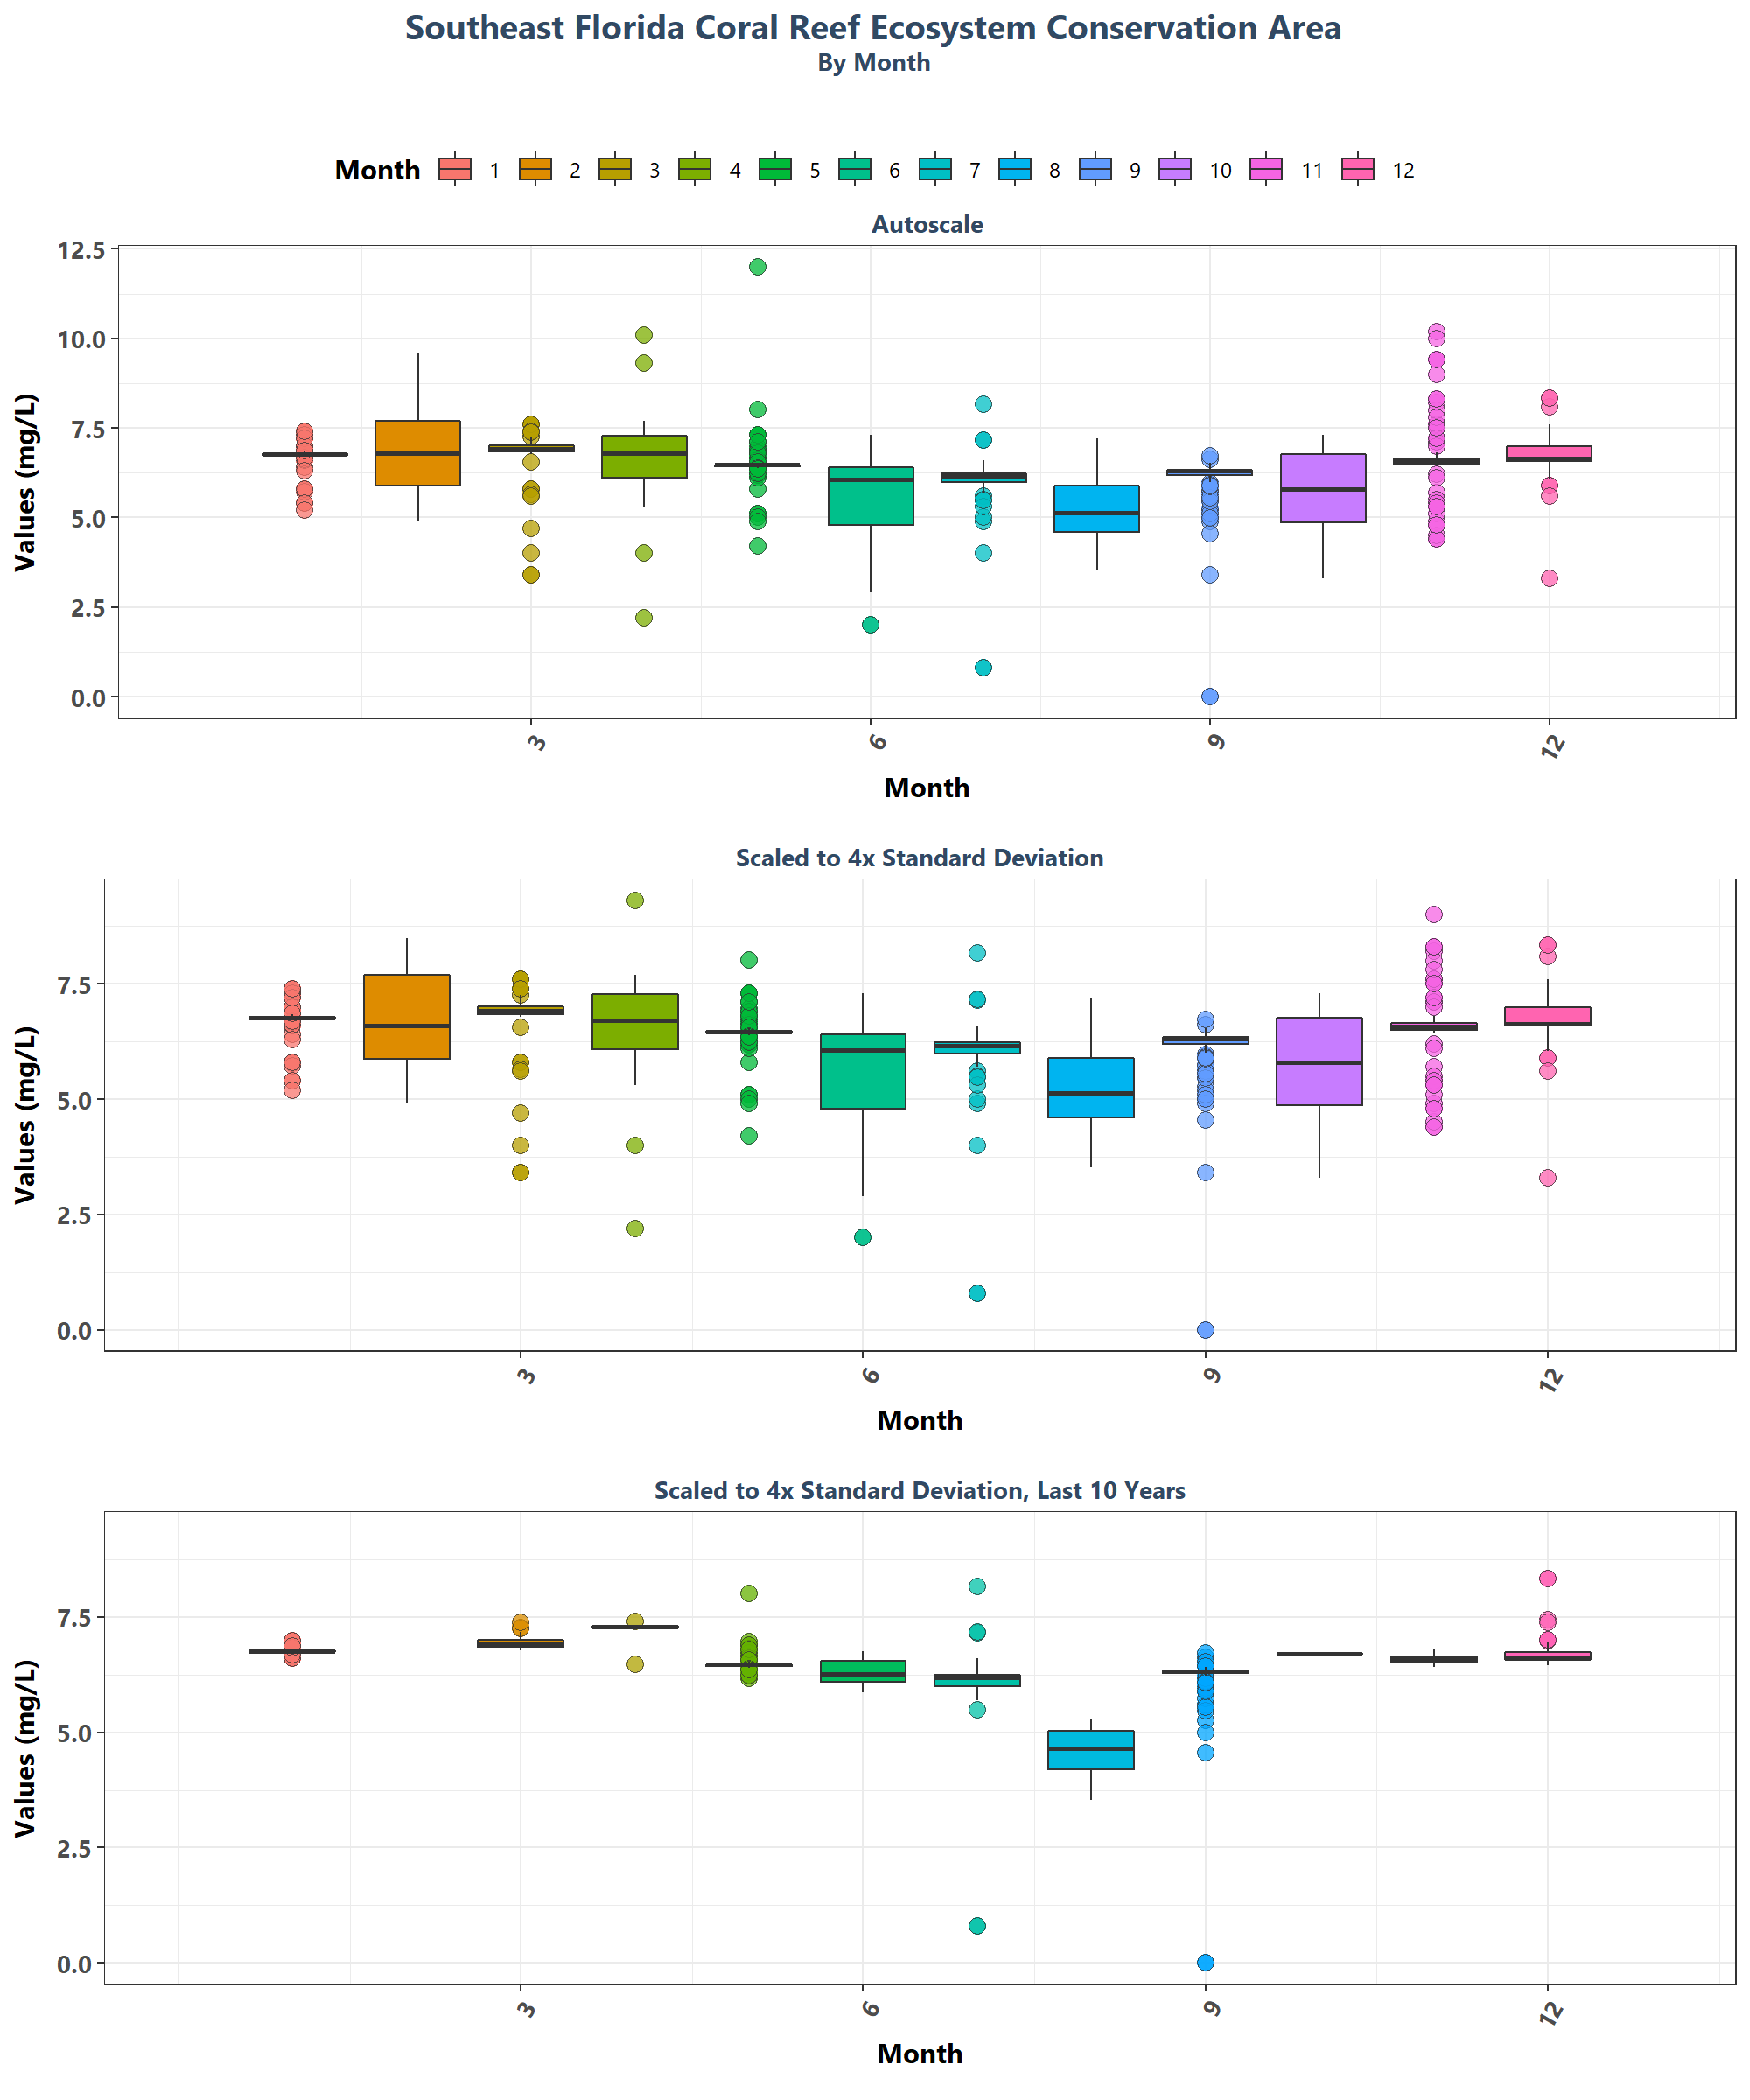 Southeast Florida Coral Reef Ecosystem Conservation Area
By Month
Month 1 2 3 4 5 6 7 8 9 10 11 12
Autoscale
12.5
10.0
7.5
5.0
2.5
0.0
Values (mg/L)
3 6 9 12
Month
Scaled to 4x Standard Deviation
7.5
5.0
2.5
0.0
Values (mg/L)
3 6 9 12
Month
Scaled to 4x Standard Deviation, Last 10 Years
7.5
5.0
2.5
0.0
Values (mg/L)
3 6 9 12
Month